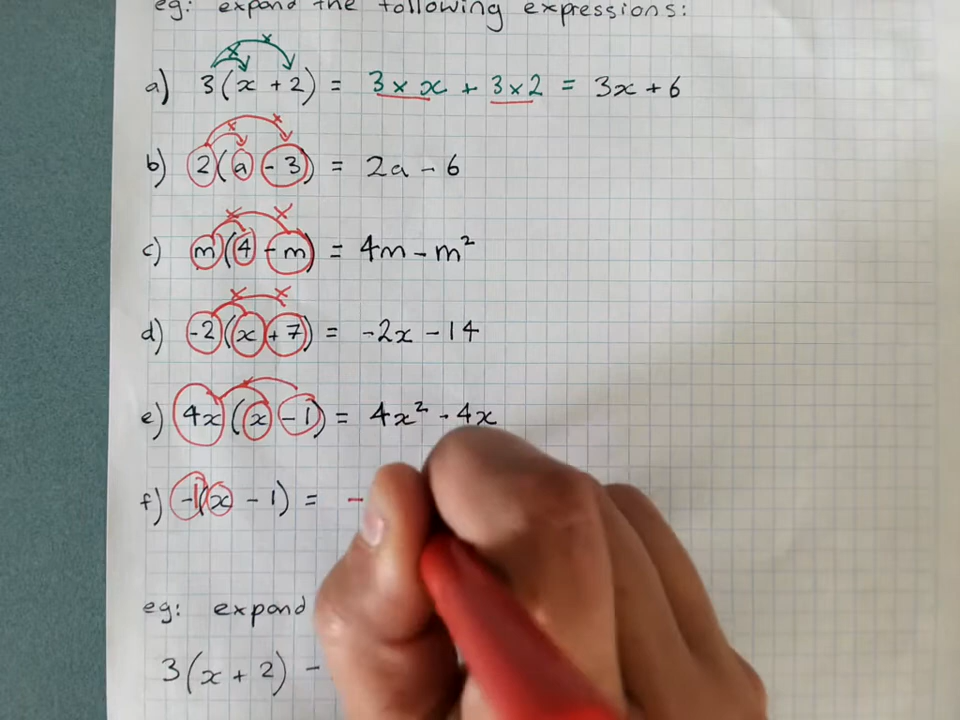 eg: expand the following expressions:
a) 3(x + 2) = 3 × x + 3 × 2 = 3x + 6
b) 2(a - 3) = 2a - 6
c) m(4 - m) = 4m - m²
d) -2(x + 7) = -2x - 14
e) 4x(x - 1) = 4x² - 4x
f) -1(x - 1) = -
eg: expand
3(x + 2) -